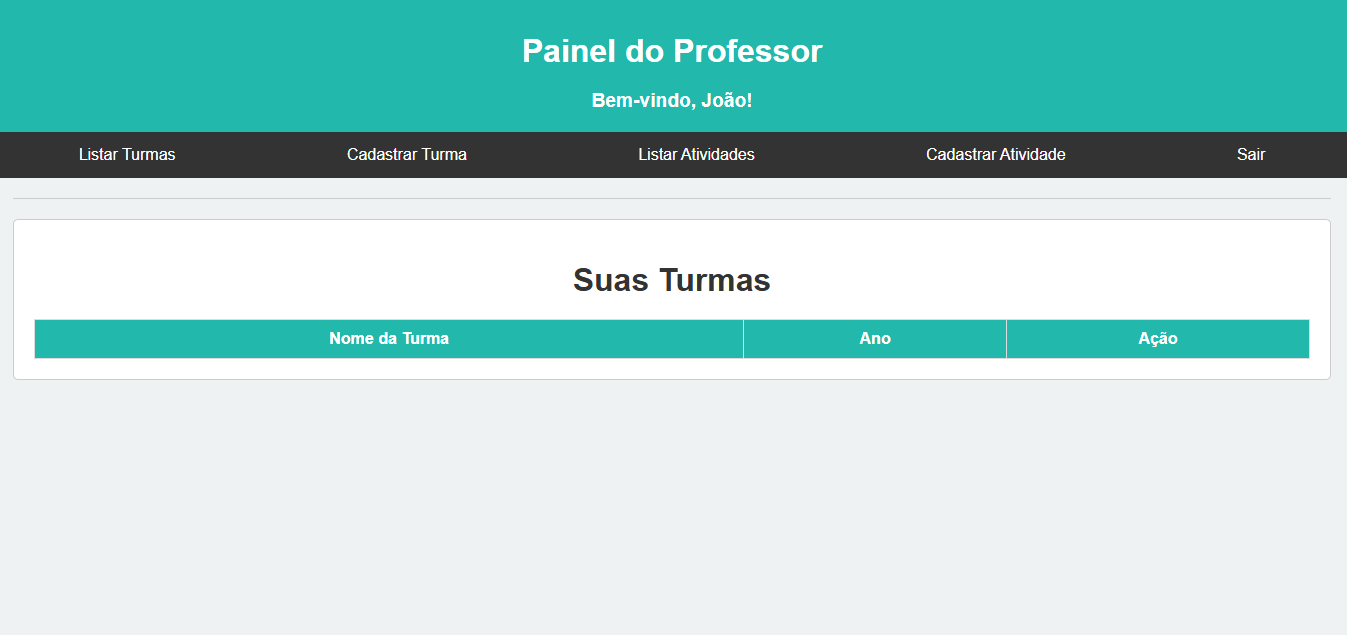 Painel do Professor
Bem-vindo, João!
Listar Turmas Cadastrar Turma Listar Atividades Cadastrar Atividade Sair
Suas Turmas
Nome da Turma Ano Ação